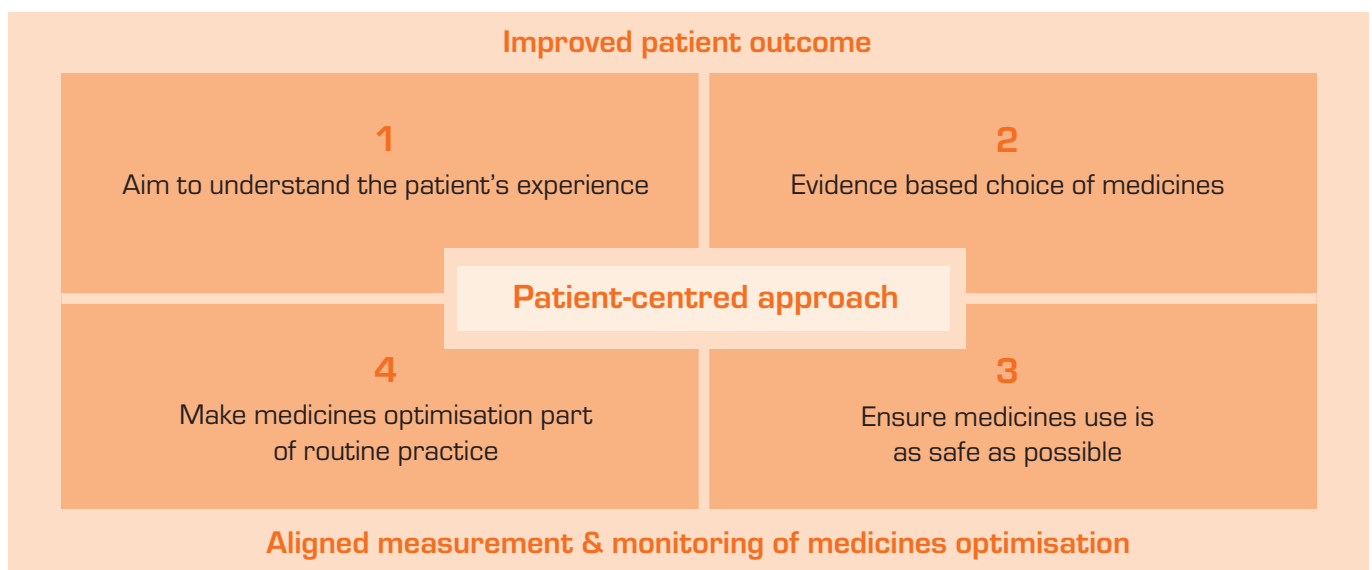 Improved patient outcome
1
Aim to understand the patient's experience
2
Evidence based choice of medicines
Patient-centred approach
4
Make medicines optimisation part
of routine practice
3
Ensure medicines use is
as safe as possible
Aligned measurement & monitoring of medicines optimisation